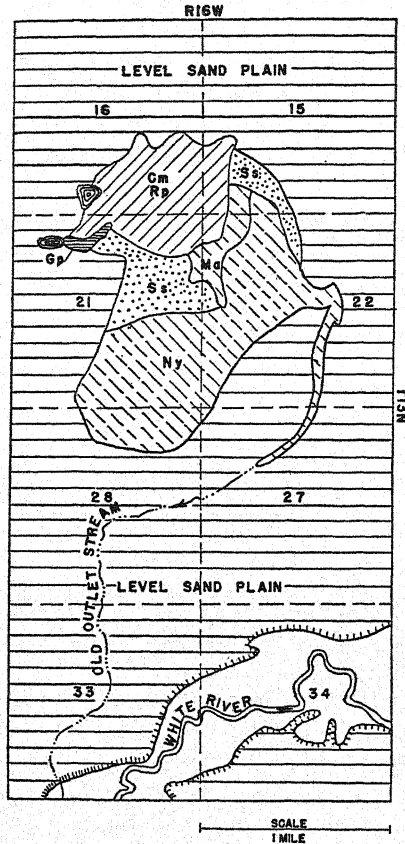 R16W
LEVEL SAND PLAIN
16
15
Ss
Cm
Rp
Gp
Ma
Ss
21
22
Ny
T13N
28
27
OLD OUTLET STREAM
LEVEL SAND PLAIN
33
34
WHITE RIVER
SCALE
1 MILE